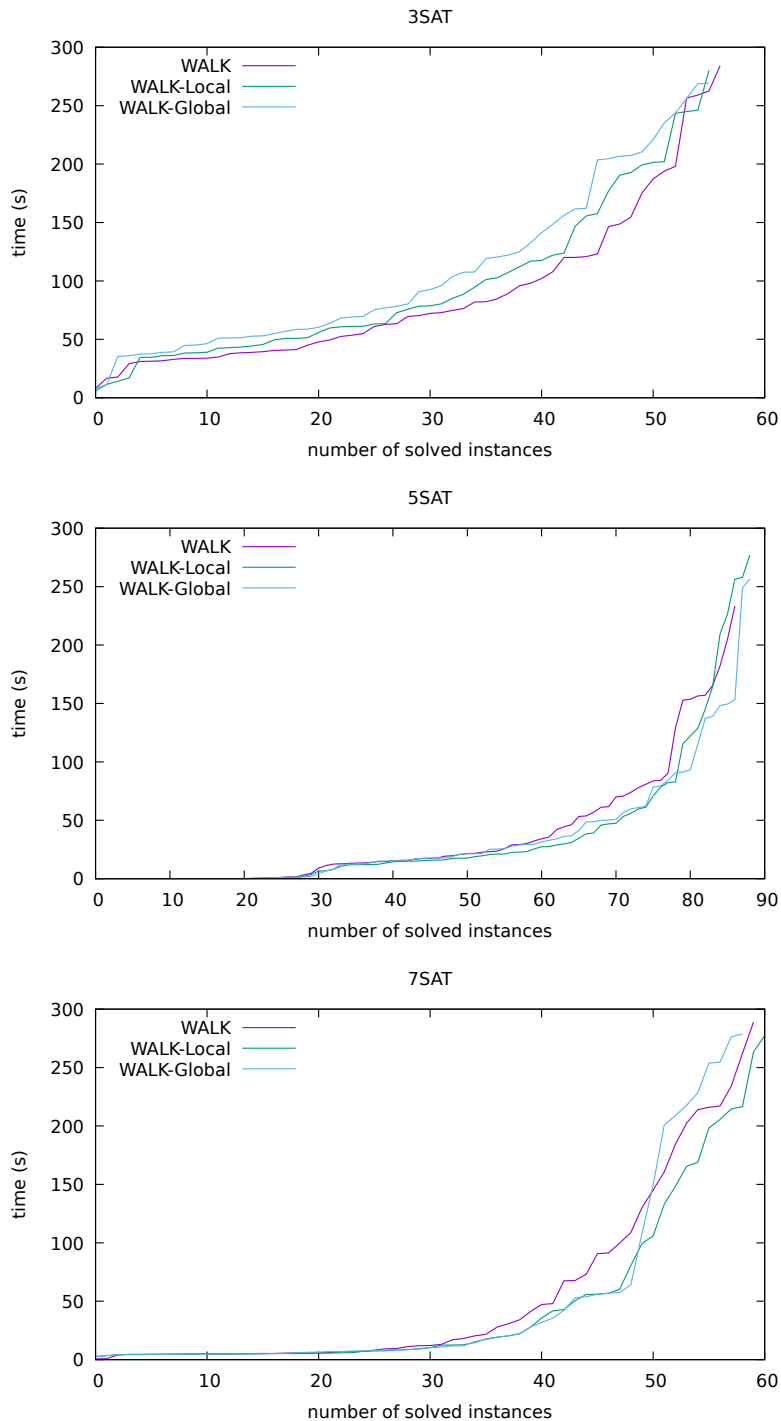 3SAT
300
WALK
WALK-Local
WALK-Global
250
200
150
100
50
0
time (s)
0 10 20 30 40 50 60
number of solved instances
5SAT
300
WALK
WALK-Local
WALK-Global
250
200
150
100
50
0
time (s)
0 10 20 30 40 50 60 70 80 90
number of solved instances
7SAT
300
WALK
WALK-Local
WALK-Global
250
200
150
100
50
0
time (s)
0 10 20 30 40 50 60
number of solved instances